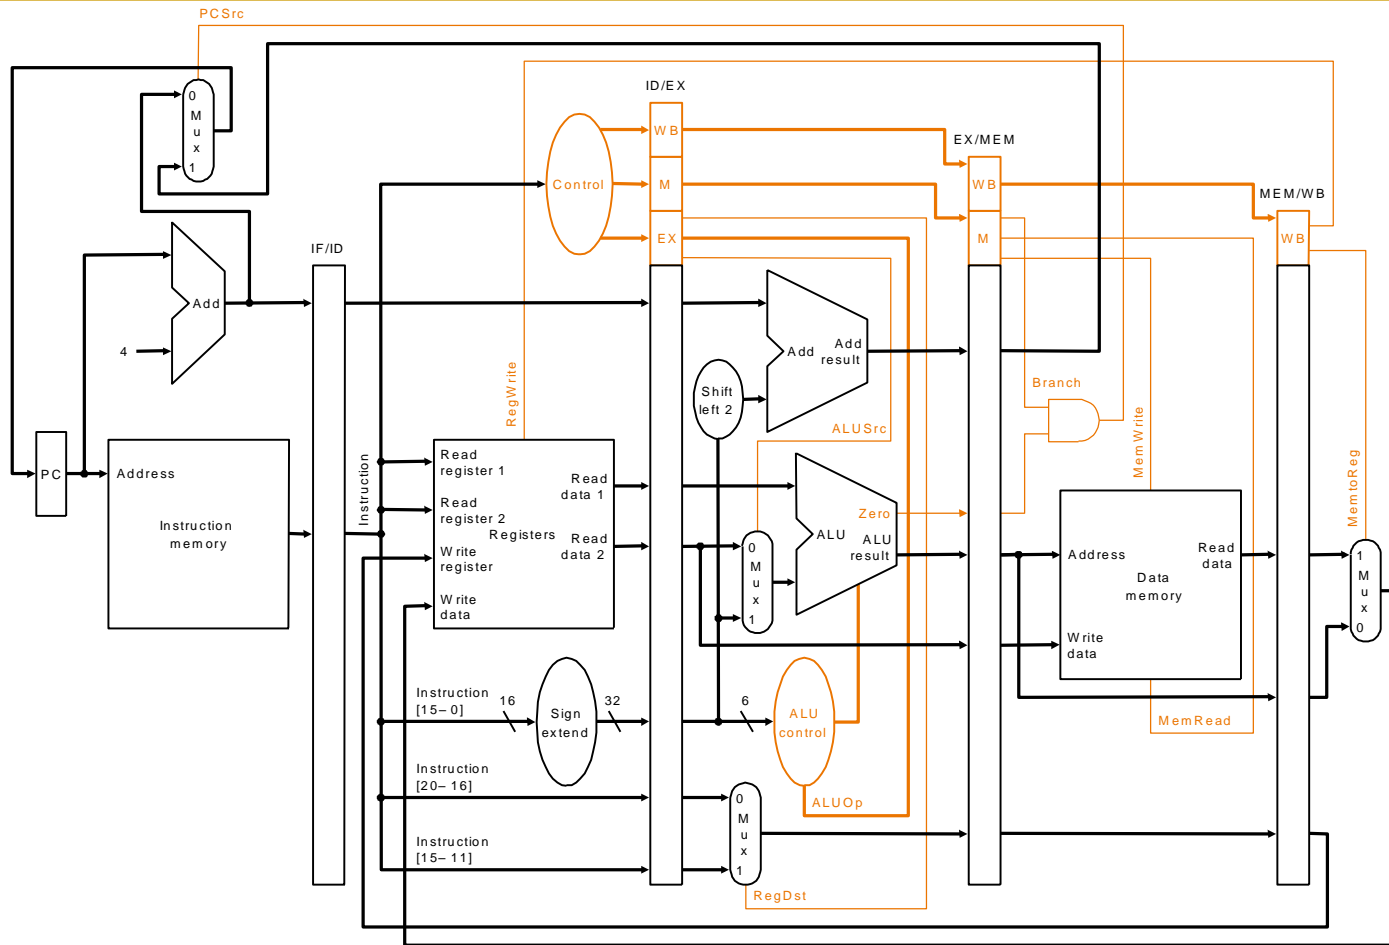 PCSrc
ID/EX
0
M
u
x
1
WB
EX/MEM
Control
M
WB
MEM/WB
IF/ID
EX
M
WB
Add
4
Add
Add
result
RegWrite
Shift
left 2
Branch
ALUSrc
MemWrite
PC
Address
Instruction
memory
Instruction
Read
register 1
Read
register 2
Registers
Write
register
Write
data
Read
data 1
Read
data 2
0
M
u
x
1
Zero
ALU
ALU
result
Address
Read
data
Data
memory
Write
data
MemtoReg
1
M
u
x
0
Instruction
[15– 0]
16
Sign
extend
32
6
ALU
control
MemRead
Instruction
[20– 16]
0
M
u
x
1
ALUOp
Instruction
[15– 11]
RegDst